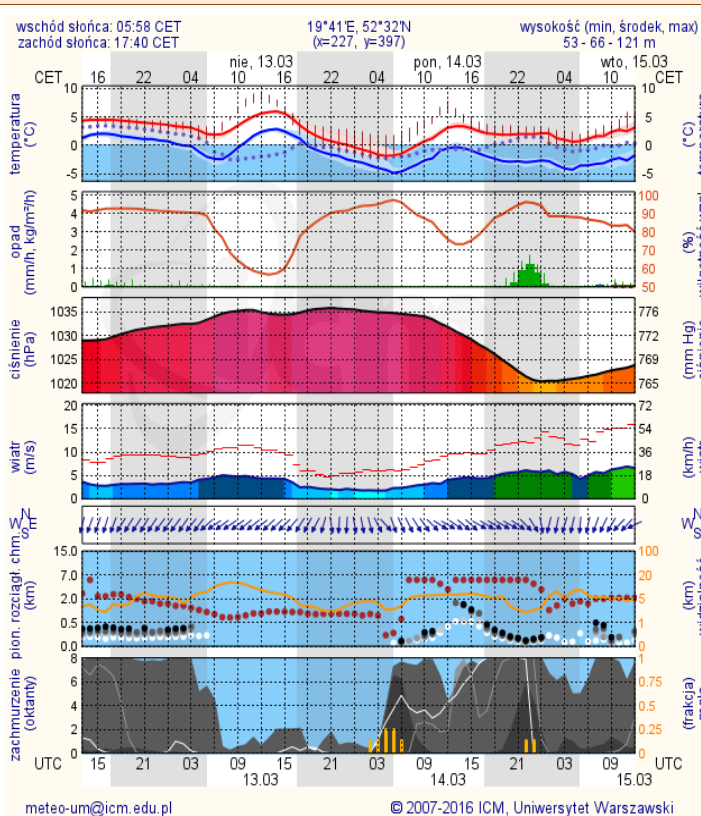 wschód słońca: 05:58 CET 19°41'E, 52°32'N wysokość (min, środek, max)
zachód słońca: 17:40 CET (x=227, y=397) 53 - 66 - 121 m
nie, 13.03 pon, 14.03 wto, 15.03
CET 16 22 04 10 16 22 04 10 16 22 04 10 CET
temperatura
(°C)
10
5
0
-5
10
5
0
-5
(°C)
opad
(mm/h, kg/m²/h)
5
4
3
2
1
0
100
90
80
70
60
50
(%)
ciśnienie
(hPa)
1035
1030
1025
1020
776
772
769
765
(mm Hg)
wiatr
(m/s)
20
15
10
5
0
72
54
36
18
0
(km/h)
N
W E
S
N
W
S
pion. rozciągł. chm.
(km)
15.0
7.0
2.0
0.5
0.0
100
20
5
1
0
(km)
zachmurzenie
(oktanty)
8
6
4
2
0
1
0.75
0.5
0.25
0
(frakcja)
UTC 15 21 03 09 15 21 03 09 15 21 03 09 UTC
13.03 14.03 15.03
meteo-um@icm.edu.pl © 2007-2016 ICM, Uniwersytet Warszawski